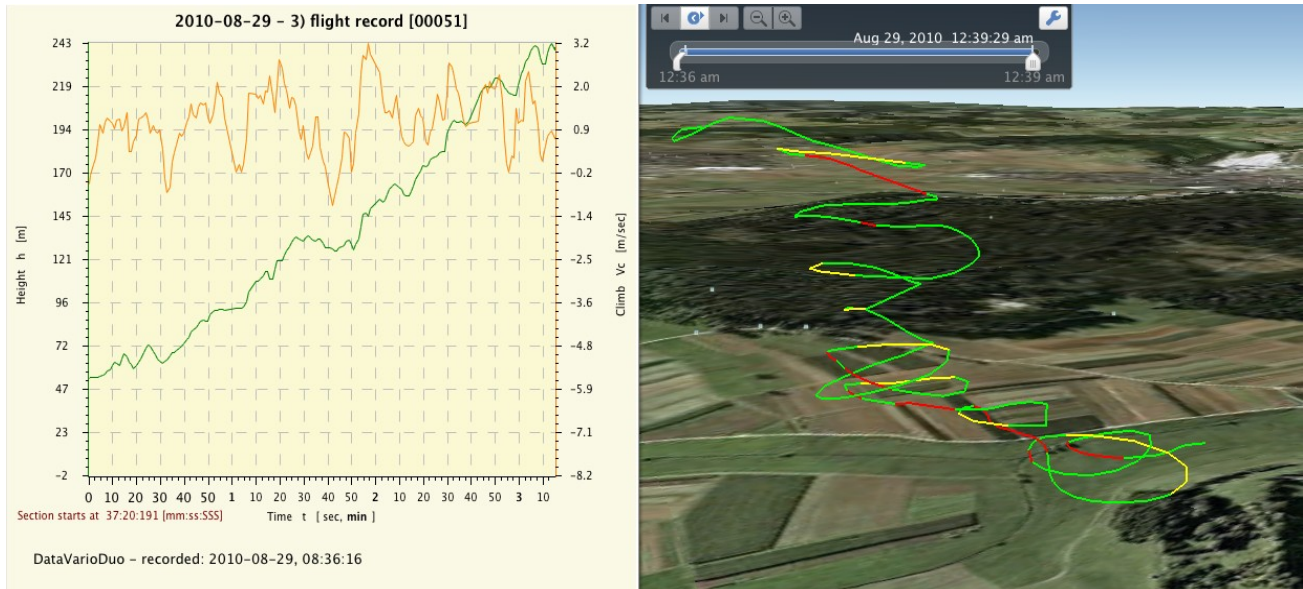 2010-08-29 - 3) flight record [00051]
243
219
194
170
145
121
96
72
47
23
-2
Height h [m]
3.2
2.0
0.9
-0.2
-1.4
-2.5
-3.6
-4.8
-5.9
-7.1
-8.2
Climb Vc [m/sec]
0 10 20 30 40 50 1 10 20 30 40 50 2 10 20 30 40 50 3 10
Section starts at 37:20:191 [mm:ss:SSS] Time t [ sec, min ]
DataVarioDuo - recorded: 2010-08-29, 08:36:16
Aug 29, 2010 12:39:29 am
12:36 am 12:39 am